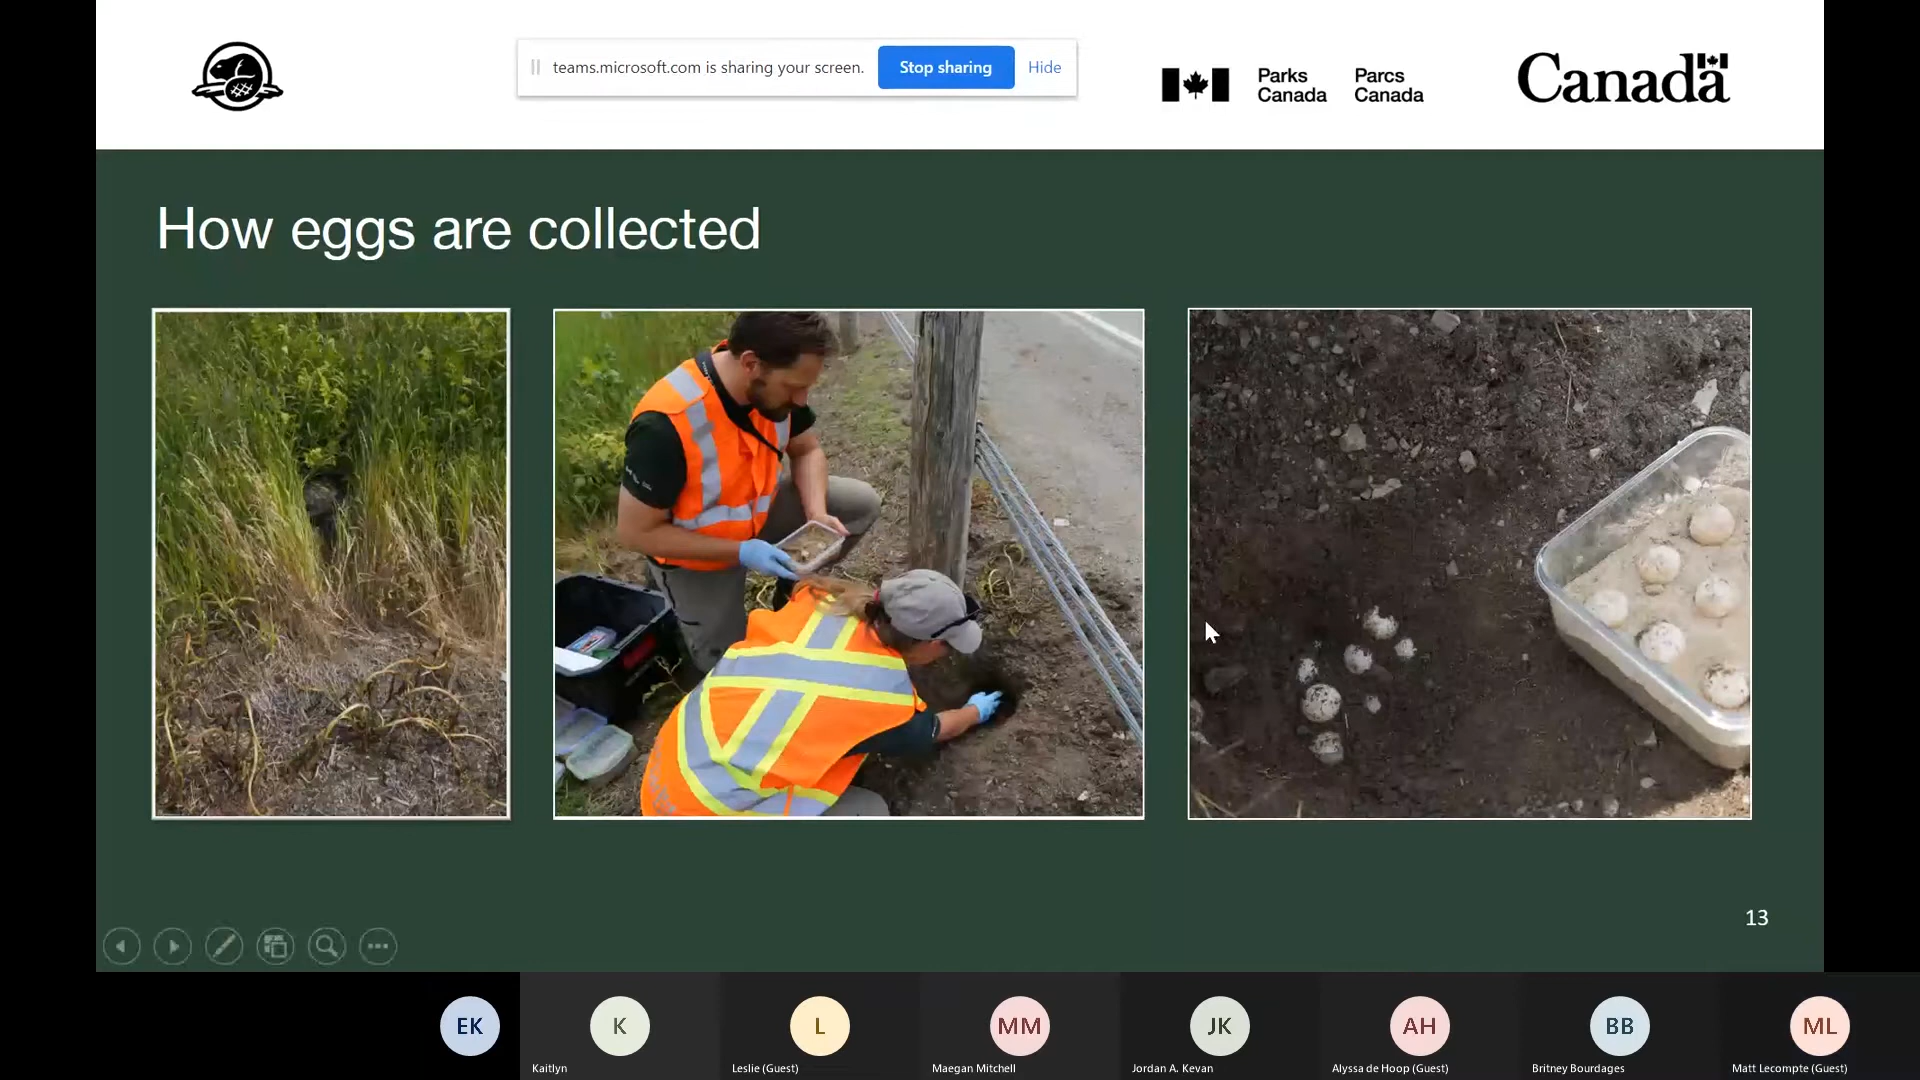 teams.microsoft.com is sharing your screen.
Stop sharing
Hide
Parks Canada
Parcs Canada
Canada
How eggs are collected
13
EK
K
L
MM
JK
AH
BB
ML
Kaitlyn
Leslie (Guest)
Maegan Mitchell
Jordan A. Kevan
Alyssa de Hoop (Guest)
Britney Bourdages
Matt Lecompte (Guest)